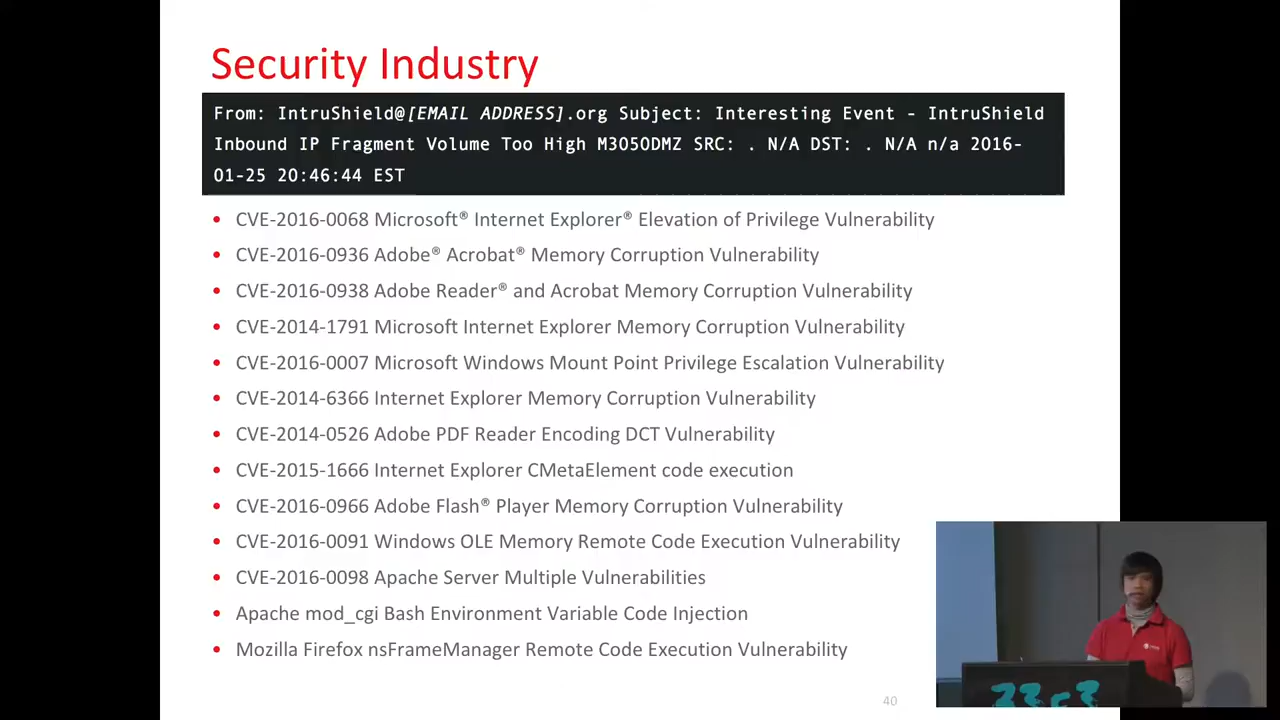 Security Industry
From: IntruShield@[EMAIL ADDRESS].org Subject: Interesting Event - IntruShield
Inbound IP Fragment Volume Too High M3050DMZ SRC: . N/A DST: . N/A n/a 2016-
01-25 20:46:44 EST
• CVE-2016-0068 Microsoft® Internet Explorer® Elevation of Privilege Vulnerability
• CVE-2016-0936 Adobe® Acrobat® Memory Corruption Vulnerability
• CVE-2016-0938 Adobe Reader® and Acrobat Memory Corruption Vulnerability
• CVE-2014-1791 Microsoft Internet Explorer Memory Corruption Vulnerability
• CVE-2016-0007 Microsoft Windows Mount Point Privilege Escalation Vulnerability
• CVE-2014-6366 Internet Explorer Memory Corruption Vulnerability
• CVE-2014-0526 Adobe PDF Reader Encoding DCT Vulnerability
• CVE-2015-1666 Internet Explorer CMetaElement code execution
• CVE-2016-0966 Adobe Flash® Player Memory Corruption Vulnerability
• CVE-2016-0091 Windows OLE Memory Remote Code Execution Vulnerability
• CVE-2016-0098 Apache Server Multiple Vulnerabilities
• Apache mod_cgi Bash Environment Variable Code Injection
• Mozilla Firefox nsFrameManager Remote Code Execution Vulnerability
33c3
40